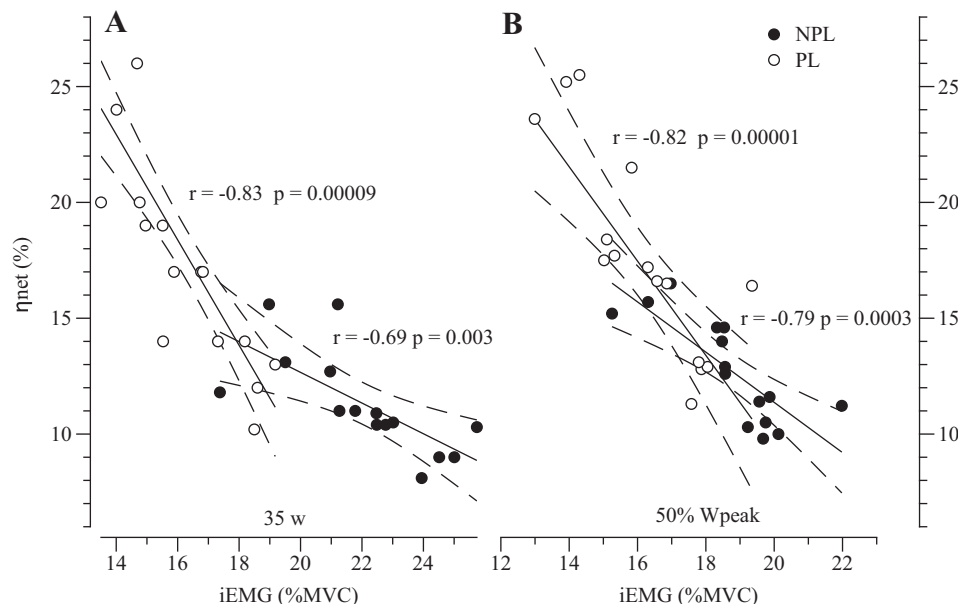 A
B
NPL
PL
25
20
15
10
ηnet (%)
r = -0.83 p = 0.00009
r = -0.69 p = 0.003
35 w
14 16 18 20 22 24
iEMG (%MVC)
r = -0.82 p = 0.00001
r = -0.79 p = 0.0003
50% Wpeak
12 14 16 18 20 22
iEMG (%MVC)
25
20
15
10